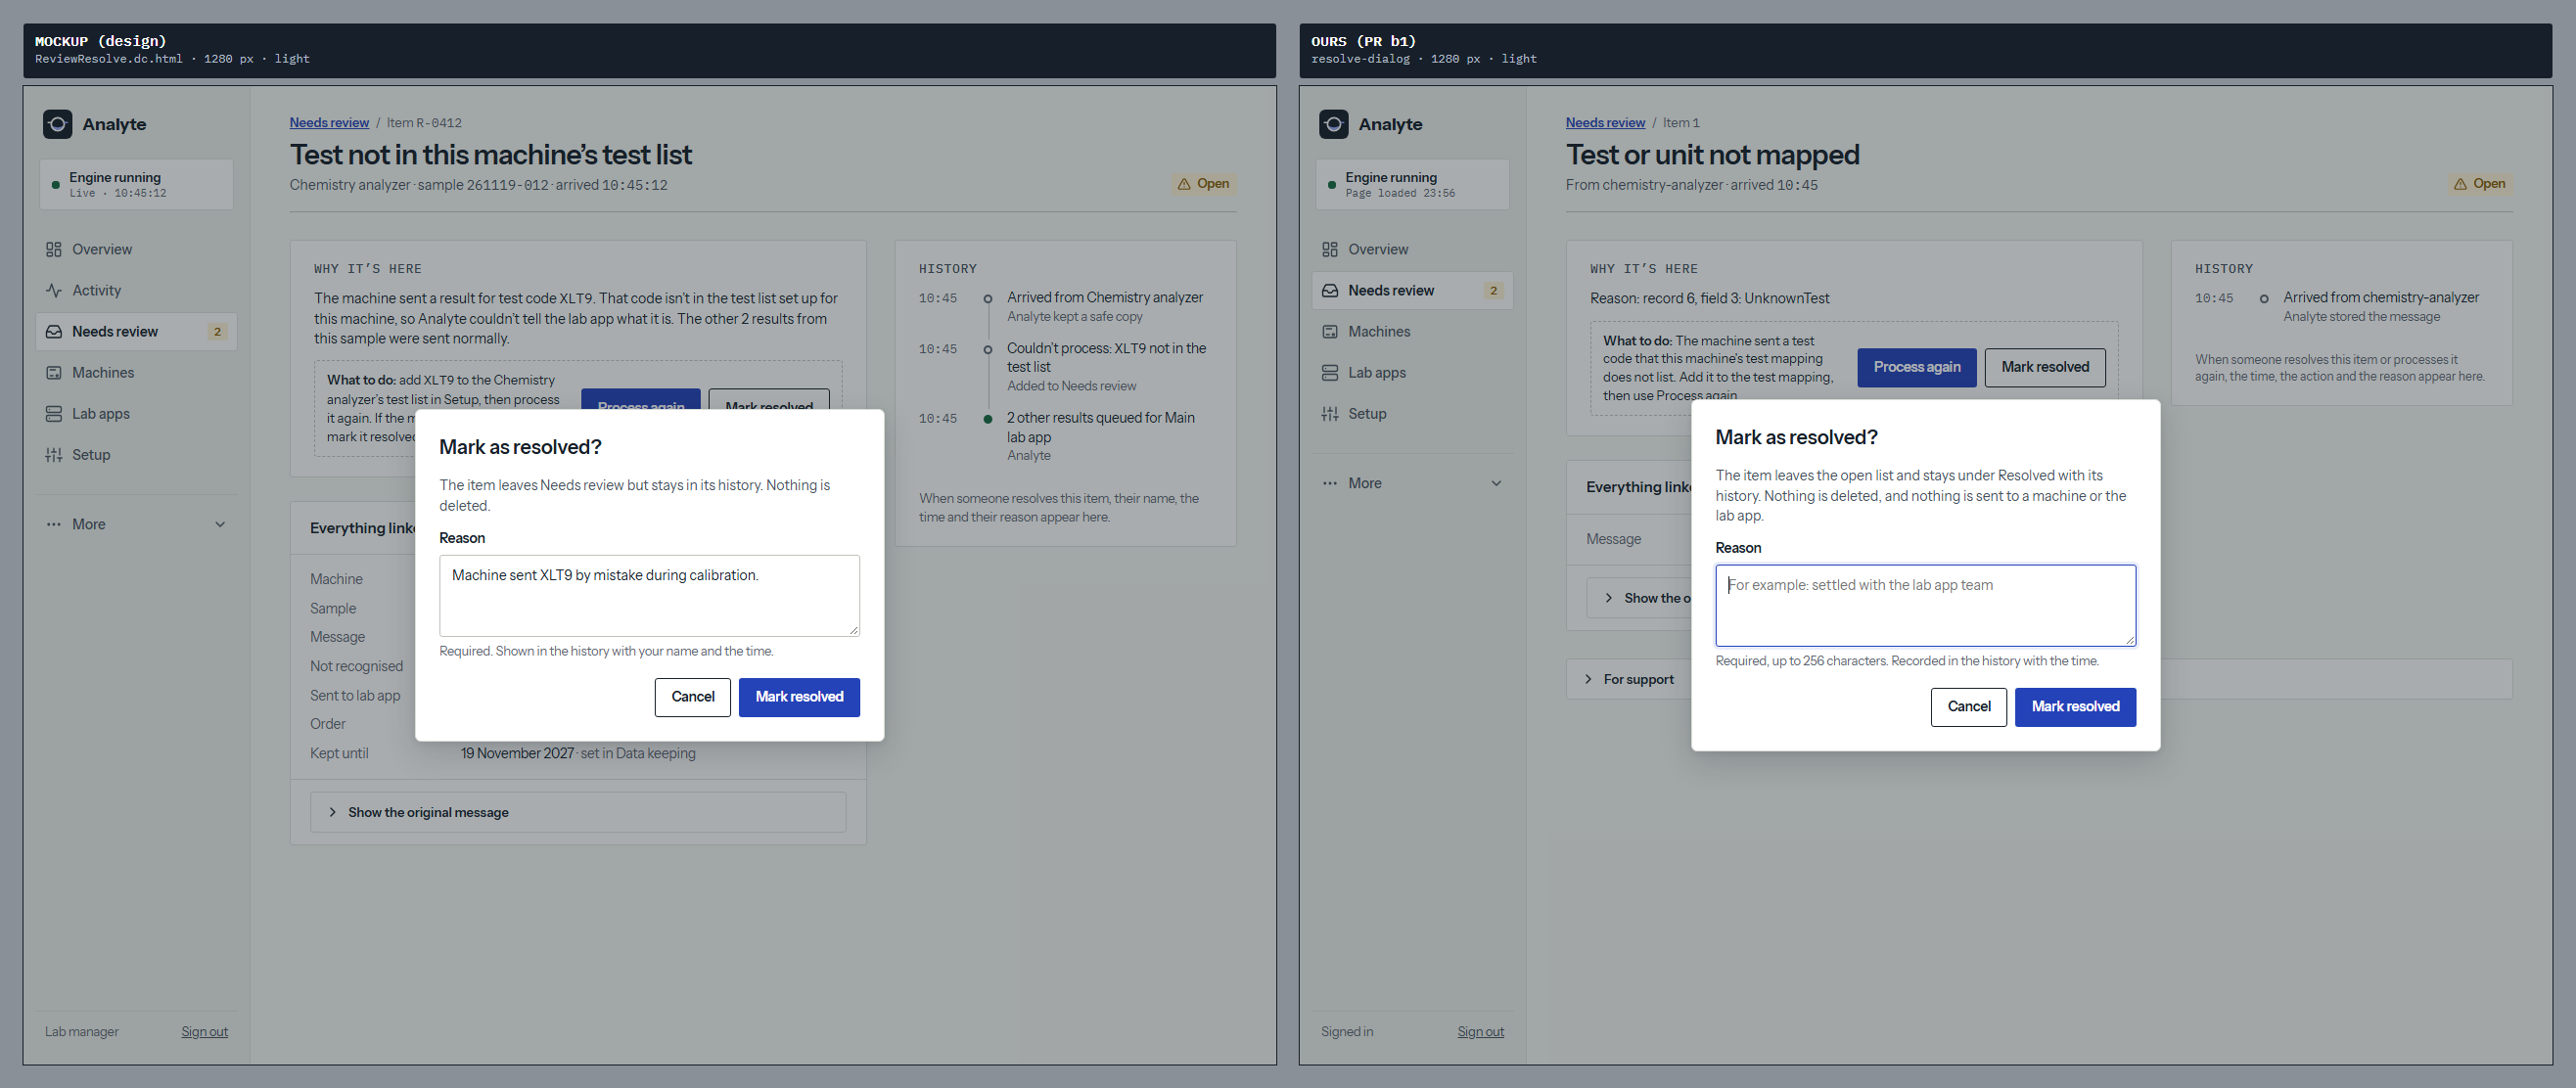 MOCKUP (design)
ReviewResolve.dc.html · 1280 px · light
Analyte
Engine running
Live · 10:45:12
Overview
Activity
Needs review 2
Machines
Lab apps
Setup
More
Lab manager Sign out
Needs review / Item R-0412
Test not in this machine’s test list
Chemistry analyzer · sample 261119-012 · arrived 10:45:12
Open
WHY IT’S HERE
The machine sent a result for test code XLT9. That code isn’t in the test list set up for
this machine, so Analyte couldn’t tell the lab app what it is. The other 2 results from
this sample were sent normally.
What to do: add XLT9 to the Chemistry
analyzer’s test list in Setup, then process
it again. If the
mark it resolved
Process again Mark resolved
HISTORY
10:45 Arrived from Chemistry analyzer
Analyte kept a safe copy
10:45 Couldn’t process: XLT9 not in the
test list
Added to Needs review
10:45 2 other results queued for Main
lab app
Analyte
When someone resolves this item, their name, the
time and their reason appear here.
Everything
Machine
Sample
Message
Not recognised
Sent to lab app
Order
Kept until 19 November 2027 · set in Data keeping
Show the original message
Mark as resolved?
The item leaves Needs review but stays in its history. Nothing is
deleted.
Reason
Machine sent XLT9 by mistake during calibration.
Required. Shown in the history with your name and the time.
Cancel Mark resolved
OURS (PR b1)
resolve-dialog · 1280 px · light
Analyte
Engine running
Page loaded 23:56
Overview
Needs review 2
Machines
Lab apps
Setup
More
Signed in Sign out
Needs review / Item 1
Test or unit not mapped
From chemistry-analyzer · arrived 10:45
Open
WHY IT’S HERE
Reason: record 6, field 3: UnknownTest
What to do: The machine sent a test
code that this machine’s test mapping
does not list. Add it to the test mapping,
then use Process again
Process again Mark resolved
HISTORY
10:45 Arrived from chemistry-analyzer
Analyte stored the message
When someone resolves this item or processes it
again, the time, the action and the reason appear here.
Everything
Message
Show the
For support
Mark as resolved?
The item leaves the open list and stays under Resolved with its
history. Nothing is deleted, and nothing is sent to a machine or the
lab app.
Reason
For example: settled with the lab app team
Required, up to 256 characters. Recorded in the history with the time.
Cancel Mark resolved